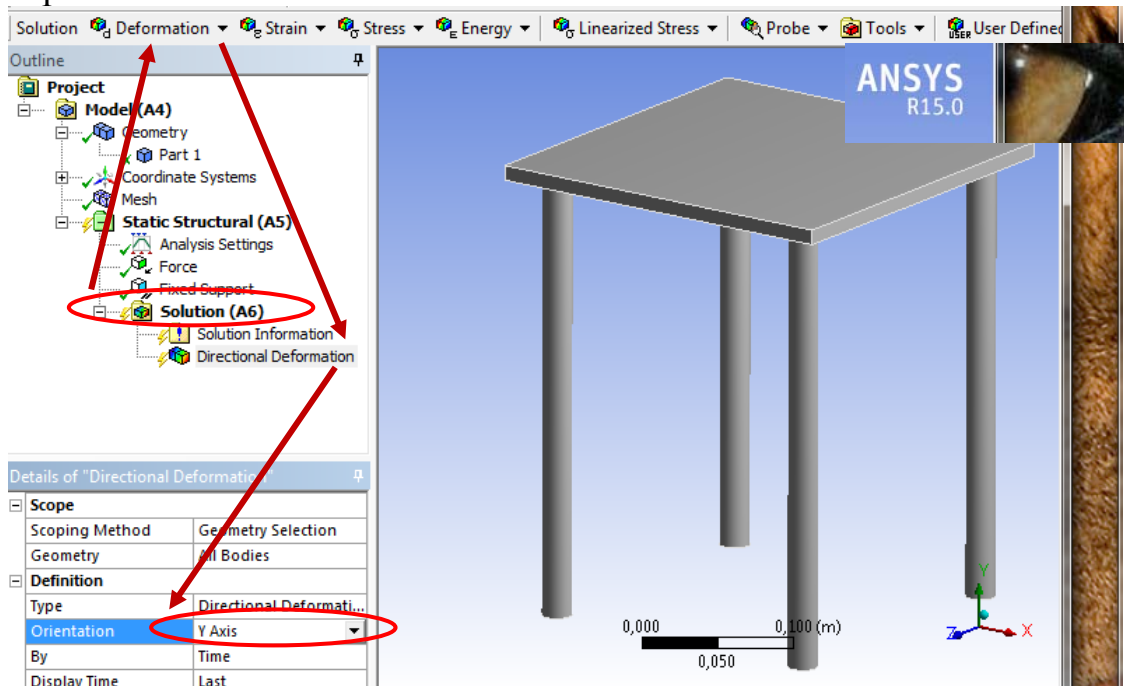 Solution Deformation Strain Stress Energy Linearized Stress Probe Tools USER User Defined
Outline
ANSYS
R15.0
Project
Model (A4)
Geometry
Part 1
Coordinate Systems
Mesh
Static Structural (A5)
Analysis Settings
Force
Fixed Support
Solution (A6)
Solution Information
Directional Deformation
Details of "Directional Deformation"
Scope
Scoping Method Geometry Selection
Geometry All Bodies
Definition
Type Directional Deformati...
Orientation Y Axis
By Time
Display Time Last
0,000 0,100 (m)
0,050
Y
Z X